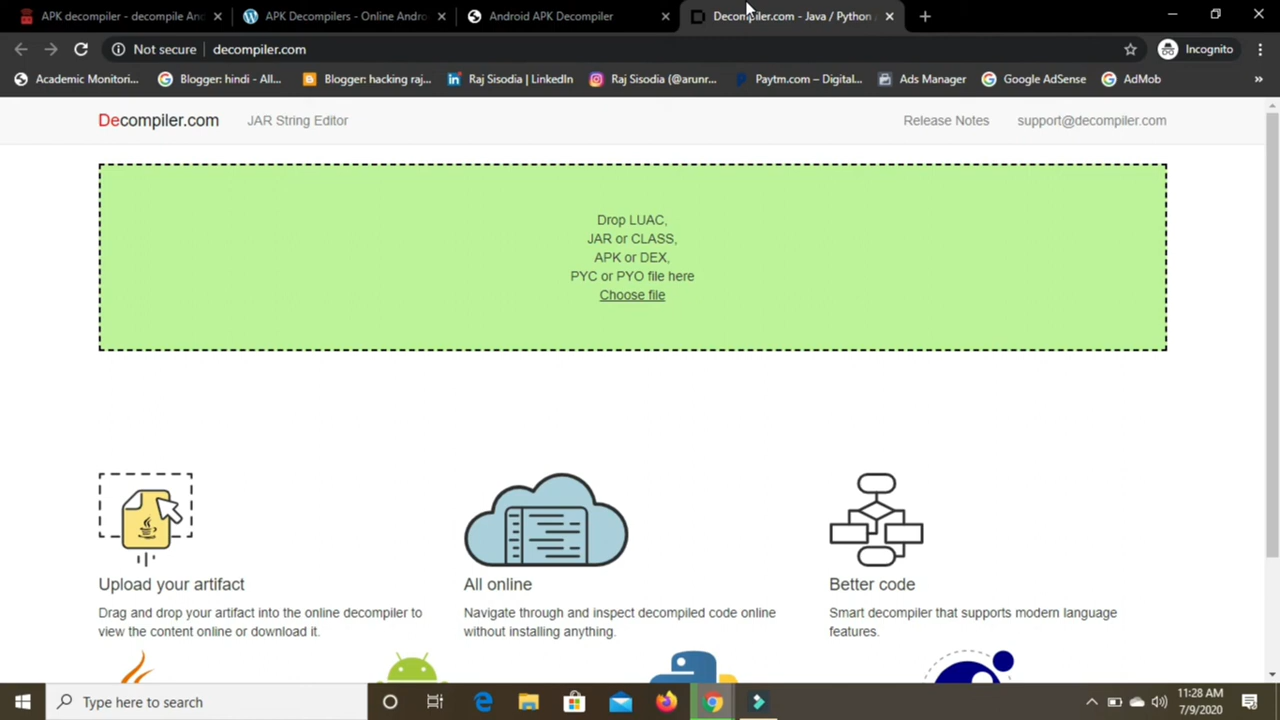 APK decompiler - decompile And
APK Decompilers - Online Andro
Android APK Decompiler
Decompiler.com - Java / Python
Not secure
decompiler.com
Incognito
Academic Monitori...
Blogger: hindi - All...
Blogger: hacking raj...
Raj Sisodia | LinkedIn
Raj Sisodia (@arunr...
Paytm.com – Digital...
Ads Manager
Google AdSense
AdMob
»
Decompiler.com
JAR String Editor
Release Notes
support@decompiler.com
Drop LUAC,
JAR or CLASS,
APK or DEX,
PYC or PYO file here
Choose file
Upload your artifact
Drag and drop your artifact into the online decompiler to
view the content online or download it.
All online
Navigate through and inspect decompiled code online
without installing anything.
Better code
Smart decompiler that supports modern language
features.
Type here to search
11:28 AM
7/9/2020